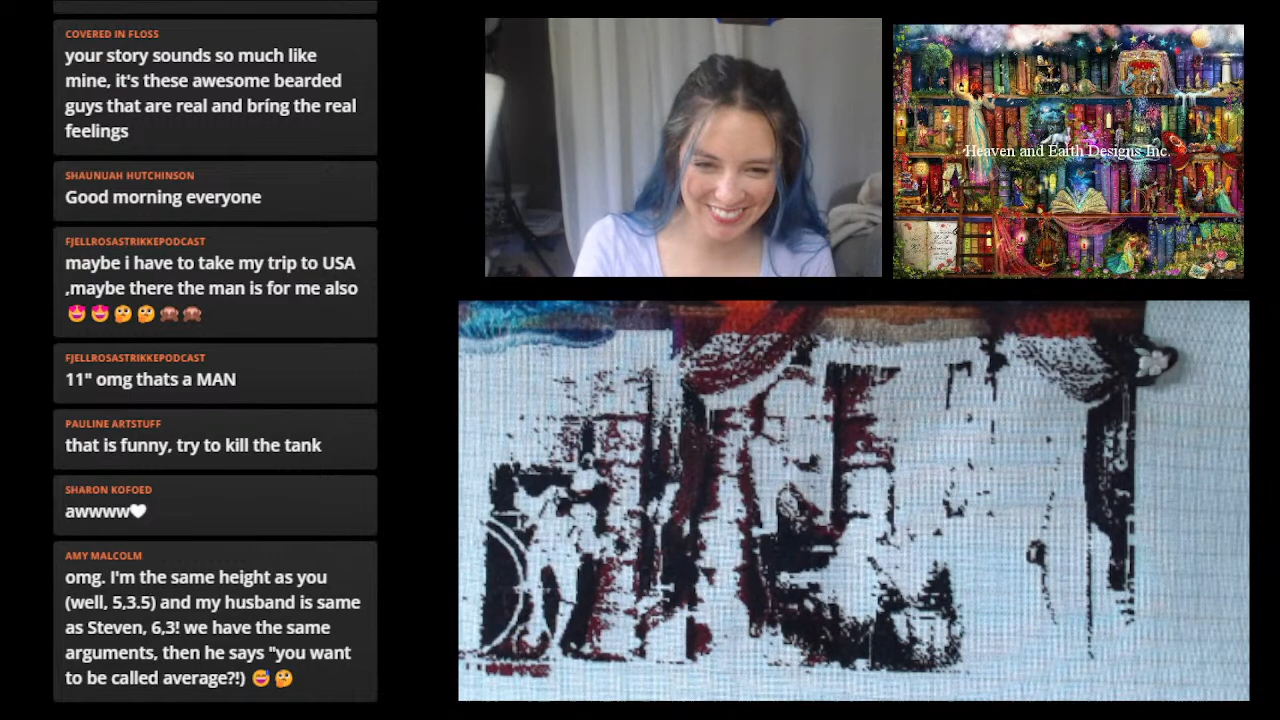 COVERED IN FLOSS
your story sounds so much like
mine, it's these awesome bearded
guys that are real and bring the real
feelings
SHAUNUAH HUTCHINSON
Good morning everyone
FJELLROSASTRIKKEPODCAST
maybe i have to take my trip to USA
,maybe there the man is for me also
😍😍🤔🤔🙈🙈
FJELLROSASTRIKKEPODCAST
11" omg thats a MAN
PAULINE ARTSTUFF
that is funny, try to kill the tank
SHARON KOFOED
awwww🤍
AMY MALCOLM
omg. I'm the same height as you
(well, 5,3.5) and my husband is same
as Steven, 6,3! we have the same
arguments, then he says "you want
to be called average?!) 😅🤔
Heaven and Earth Designs Inc.